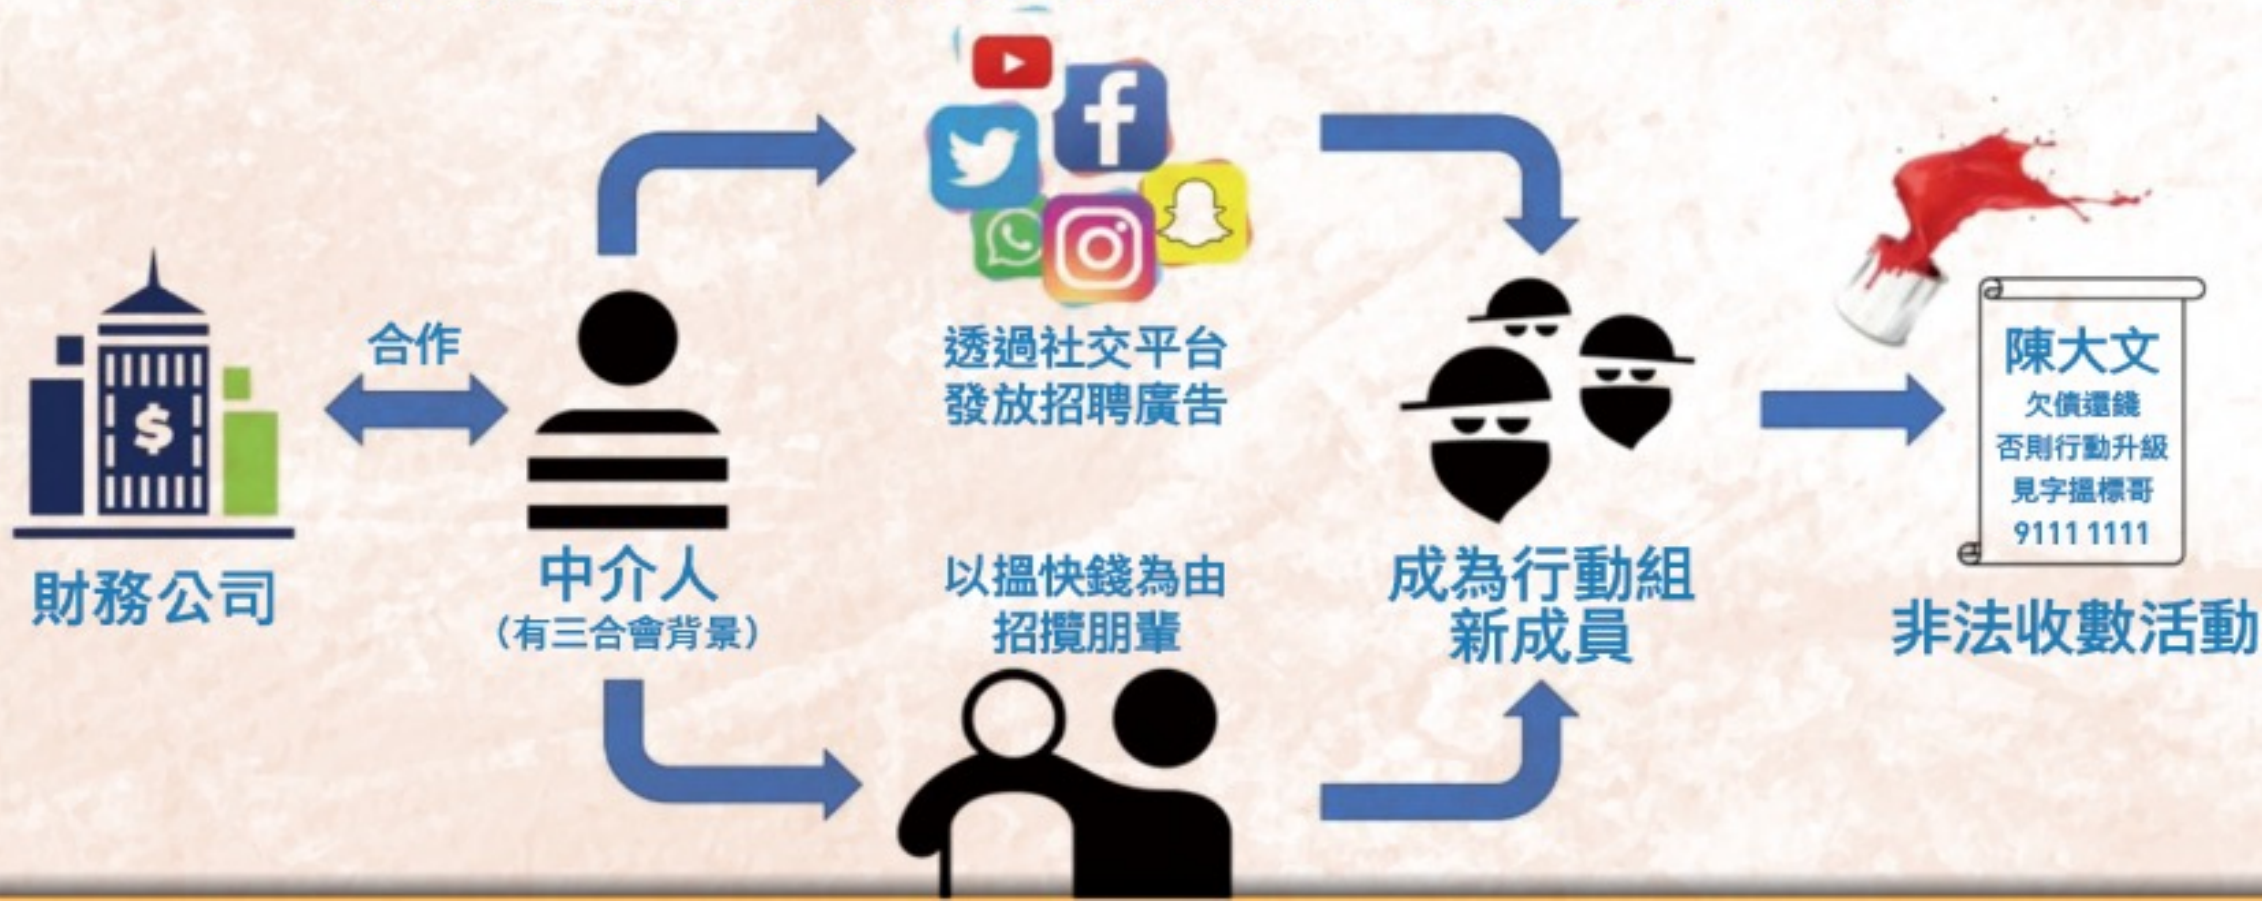 合作
財務公司
$
中介人
（有三合會背景）
f
透過社交平台
發放招聘廣告
以搵快錢為由
招攬朋輩
成為行動組
新成員
陳大文
欠債還錢
否則行動升級
見字搵標哥
9111 1111
非法收數活動